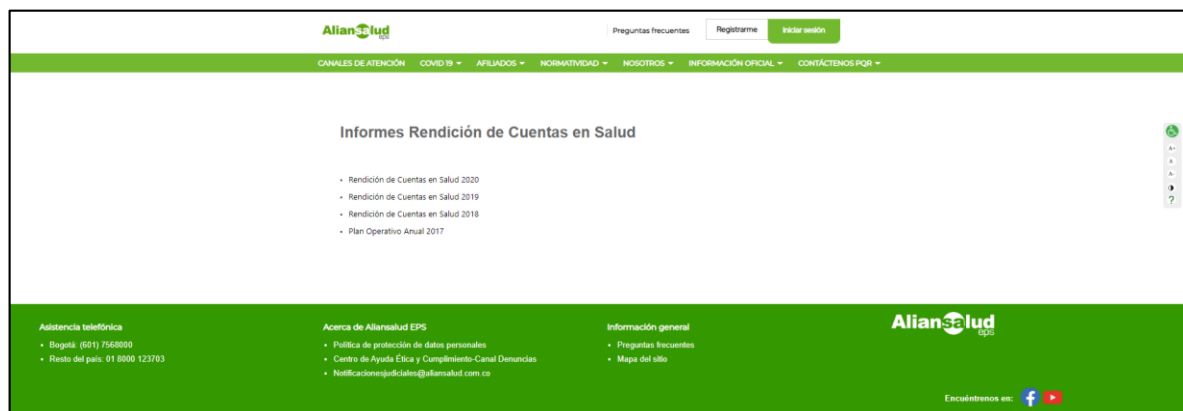 Aliansalud
eps
Preguntas frecuentes
Registrarme
Iniciar sesión
CANALES DE ATENCIÓN COVID 19 AFILIADOS NORMATIVIDAD NOSOTROS INFORMACIÓN OFICIAL CONTÁCTENOS PQR
Informes Rendición de Cuentas en Salud
• Rendición de Cuentas en Salud 2020
• Rendición de Cuentas en Salud 2019
• Rendición de Cuentas en Salud 2018
• Plan Operativo Anual 2017
A+
A
A-
?
Asistencia telefónica
• Bogotá: (601) 7568000
• Resto del país: 01 8000 123703
Acerca de Aliansalud EPS
• Política de protección de datos personales
• Centro de Ayuda Ética y Cumplimiento-Canal Denuncias
• Notificacionesjudiciales@aliansalud.com.co
Información general
• Preguntas frecuentes
• Mapa del sitio
Aliansalud
eps
Encuéntrenos en: